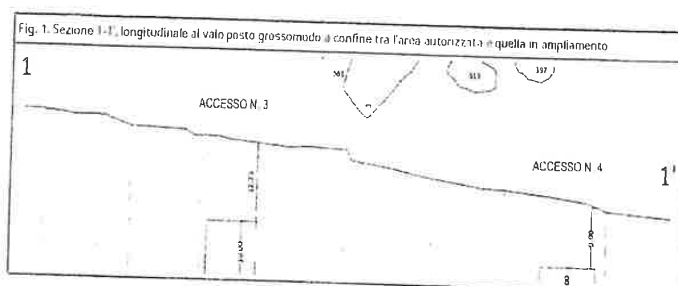 Fig. 1. Sezione 1-1', longitudinale al valo posto grossomodo a confine tra l'area autorizzata e quella in ampliamento
1
ACCESSO N. 3
ACCESSO N. 4
1'
8